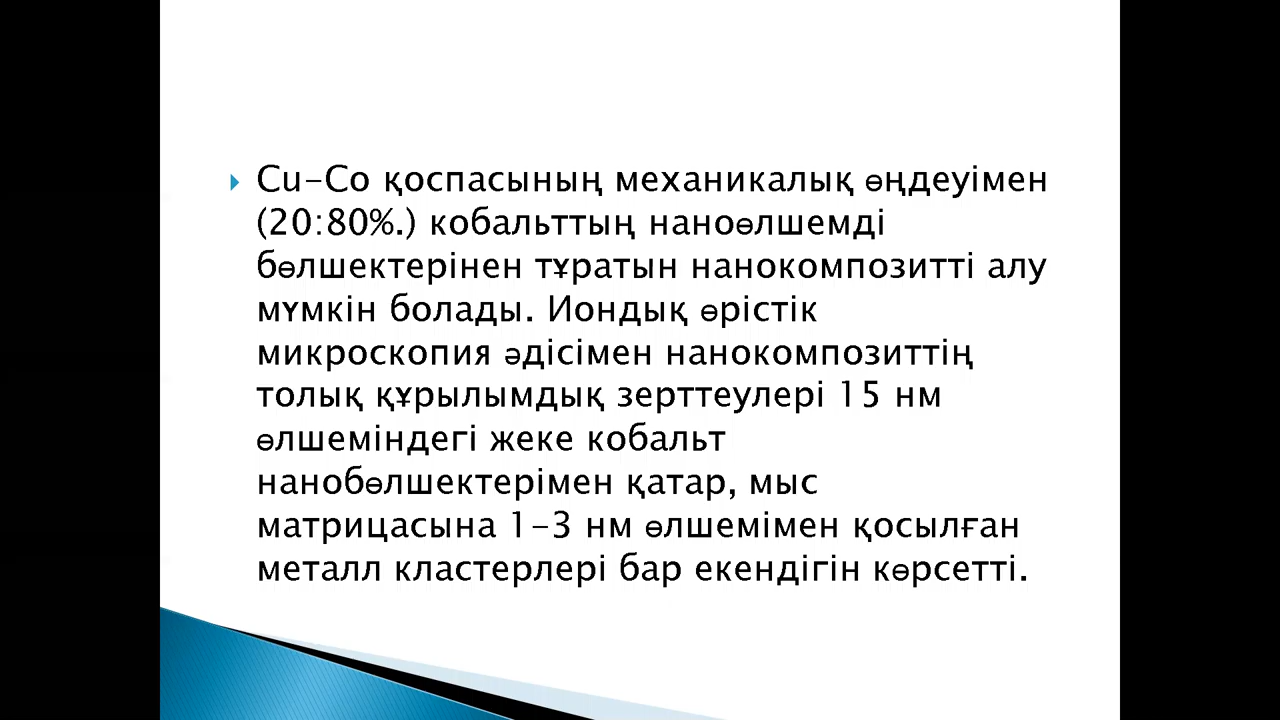 Cu-Co қоспасының механикалық өңдеуімен
(20:80%.) кобальттың наноөлшемді
бөлшектерінен тұратын нанокомпозитті алу
мүмкін болады. Иондық өрістік
микроскопия әдісімен нанокомпозиттің
толық құрылымдық зерттеулері 15 нм
өлшеміндегі жеке кобальт
нанобөлшектерімен қатар, мыс
матрицасына 1-3 нм өлшемімен қосылған
металл кластерлері бар екендігін көрсетті.